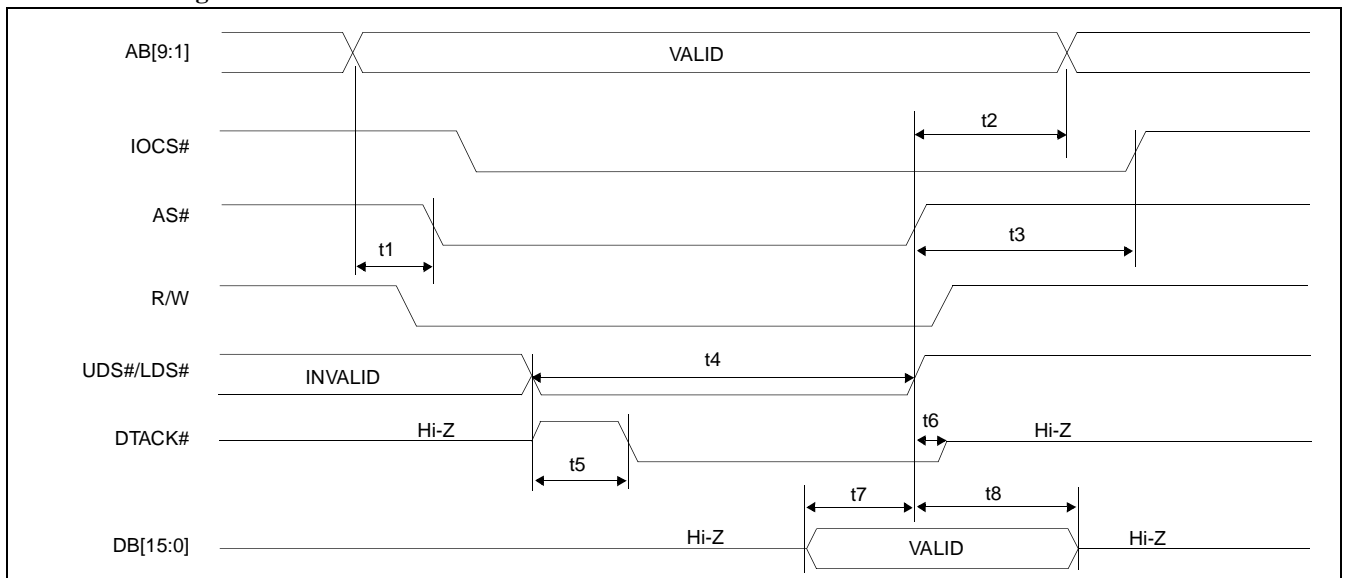 AB[9:1]
VALID
t2
IOCS#
AS#
t3
t1
R/W
t4
UDS#/LDS#
INVALID
t6
DTACK#
Hi-Z
Hi-Z
t5
t7
t8
DB[15:0]
Hi-Z
VALID
Hi-Z